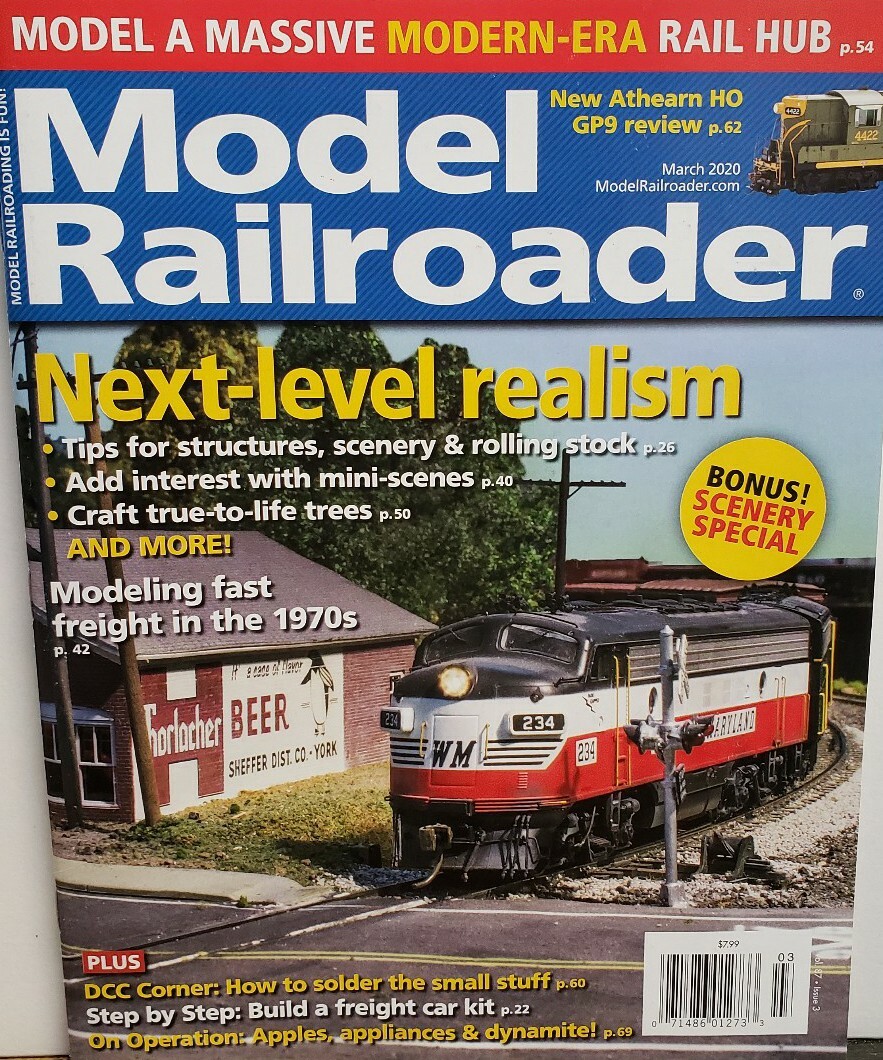 MODEL A MASSIVE MODERN-ERA RAIL HUB p.54
MODEL RAILROADING IS FUN!
Model
Railroader®
New Athearn HO
GP9 review p.62
March 2020
ModelRailroader.com
4422
4422
Next-level realism
• Tips for structures, scenery & rolling stock p.26
• Add interest with mini-scenes p.40
• Craft true-to-life trees p.50
AND MORE!
BONUS!
SCENERY
SPECIAL
Modeling fast
freight in the 1970s
p. 42
It's a case of flavor
horlacher
BEER
SHEFFER DIST. CO.-YORK
234
234
234
WM
MARYLAND
PLUS
DCC Corner: How to solder the small stuff p.60
Step by Step: Build a freight car kit p.22
On Operation: Apples, appliances & dynamite! p.69
$7.99
03
0 71486 01273 3
Vol. 87 • Issue 3